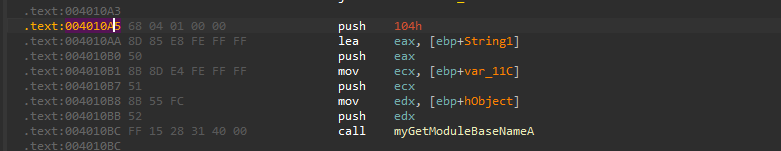 .text:004010A3
.text:004010A5 68 04 01 00 00 push 104h
.text:004010AA 8D 85 E8 FE FF FF lea eax, [ebp+String1]
.text:004010B0 50 push eax
.text:004010B1 8B 8D E4 FE FF FF mov ecx, [ebp+var_11C]
.text:004010B7 51 push ecx
.text:004010B8 8B 55 FC mov edx, [ebp+hObject]
.text:004010BB 52 push edx
.text:004010BC FF 15 28 31 40 00 call myGetModuleBaseNameA
.text:004010BC